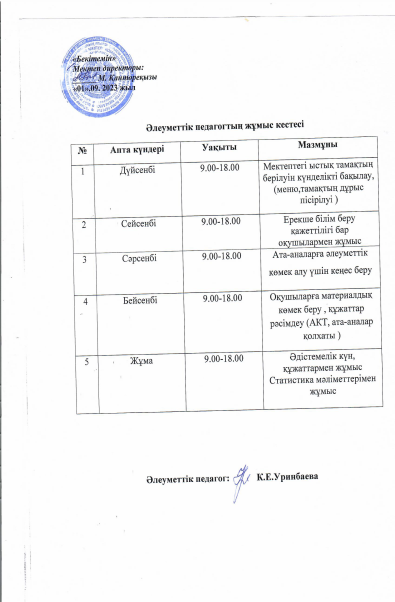 «Бекітемін»
Мектеп директоры:
М. Қантарецызы
«01».09. 2023 жыл
Әлеуметтік педагогтың жұмыс кестесі
№ Апта күндері Уақыты Мазмұны
1 Дүйсенбі 9.00-18.00 Мектептегі ыстық тамақтың
берілуін күнделікті бақылау,
(меню,тамақтың дұрыс
пісірілуі )
2 Сейсенбі 9.00-18.00 Ерекше білім беру
қажеттілігі бар
оқушылармен жұмыс
3 Сәрсенбі 9.00-18.00 Ата-аналарға әлеуметтік
көмек алу үшін кеңес беру
4 Бейсенбі 9.00-18.00 Оқушыларға материалдық
көмек беру , құжаттар
рәсімдеу (АКТ, ата-аналар
қолхаты )
5 Жұма 9.00-18.00 Әдістемелік күн,
құжаттармен жұмыс
Статистика мәліметтерімен
жұмыс
Әлеуметтік педагог: К.Е.Уринбаева